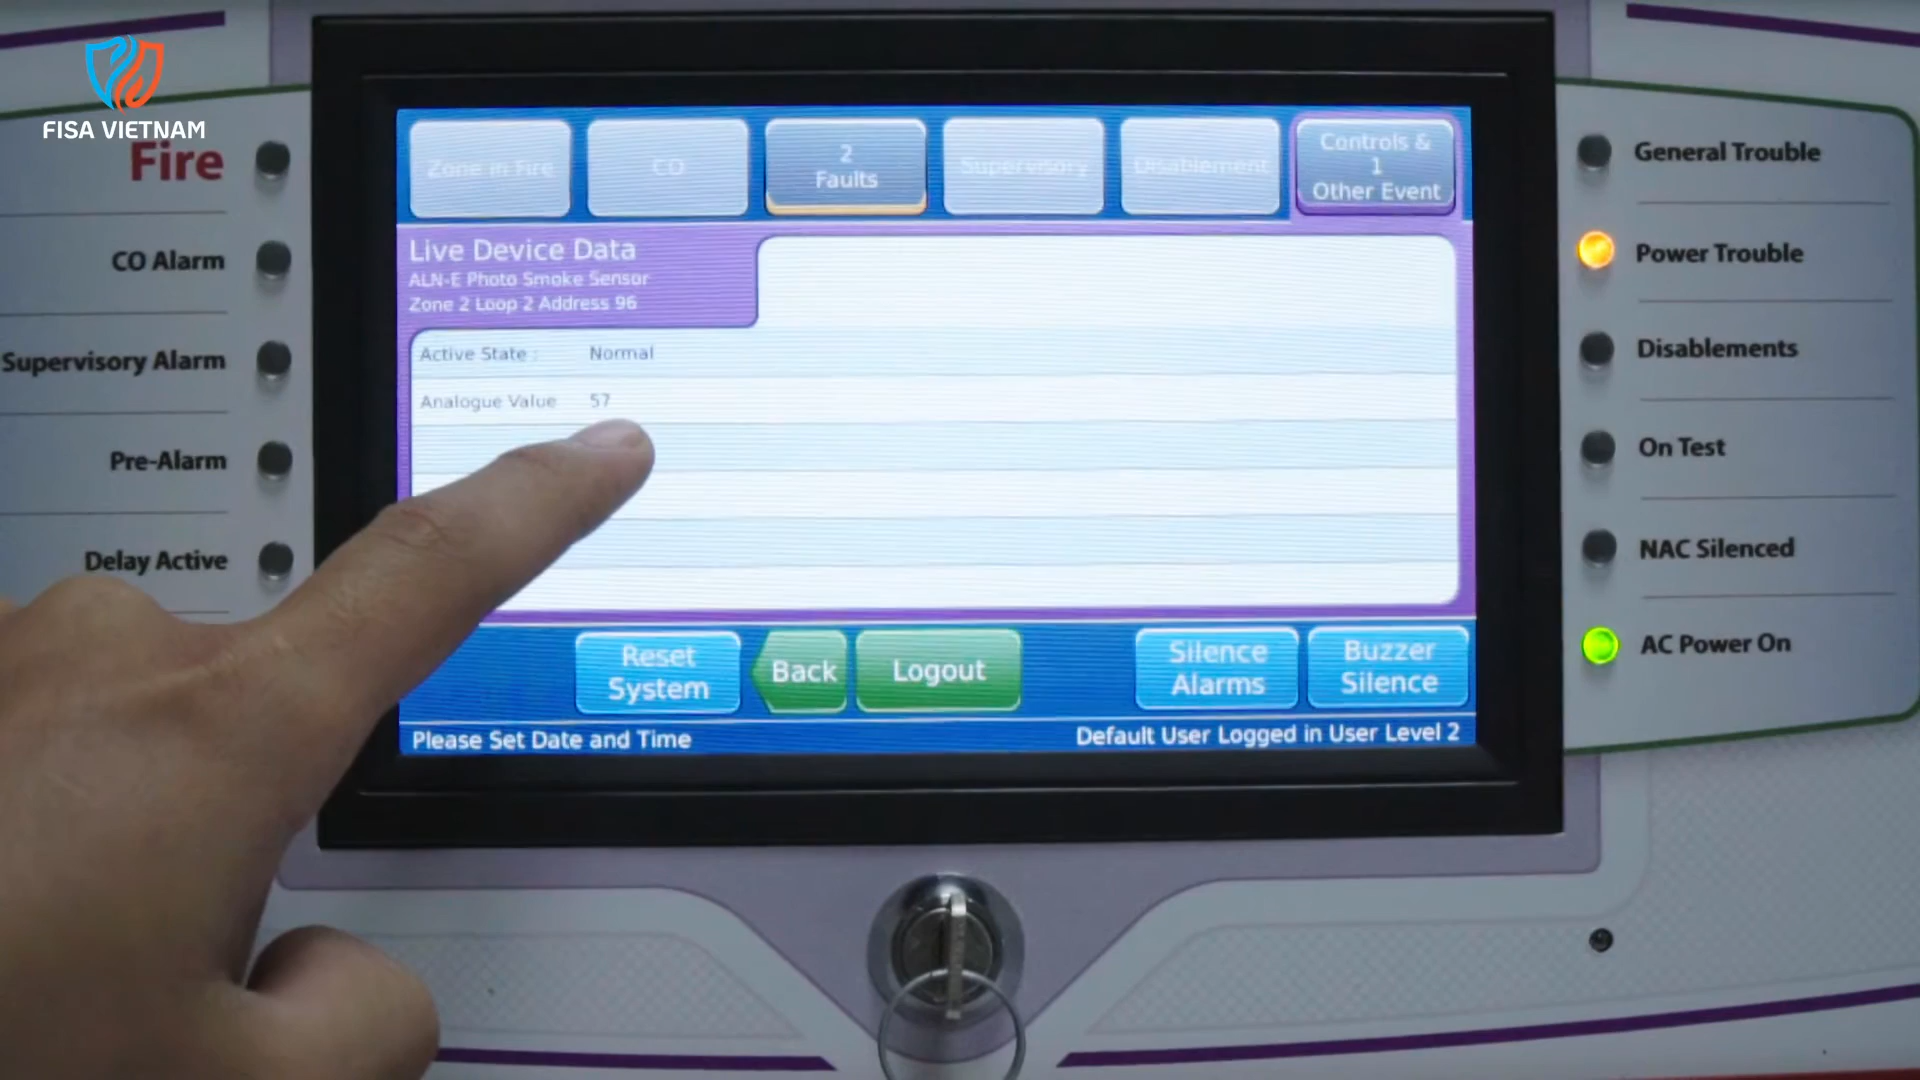 FISA VIETNAM
Fire
CO Alarm
Supervisory Alarm
Pre-Alarm
Delay Active
Zone in Fire
CO
2
Faults
Supervisory
Disablement
Controls &
1
Other Event
Live Device Data
ALN-E Photo Smoke Sensor
Zone 2 Loop 2 Address 96
Active State : Normal
Analogue Value 57
Reset
System
Back
Logout
Silence
Alarms
Buzzer
Silence
Please Set Date and Time
Default User Logged in User Level 2
General Trouble
Power Trouble
Disablements
On Test
NAC Silenced
AC Power On